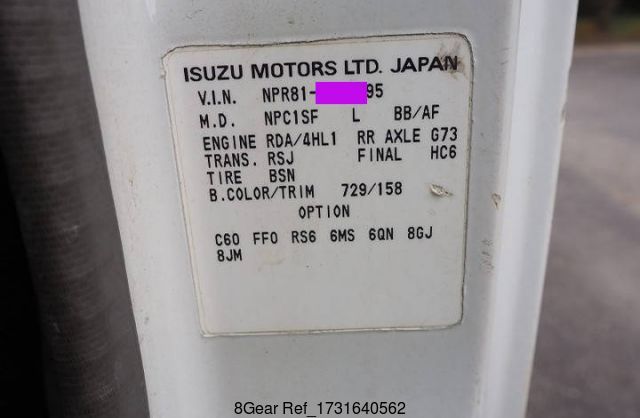 ISUZU MOTORS LTD. JAPAN
V.I.N. NPR81- 95
M.D. NPC1SF L BB/AF
ENGINE RDA/4HL1 RR AXLE G73
TRANS. RSJ FINAL HC6
TIRE BSN
B.COLOR/TRIM 729/158
OPTION
C60 FF0 RS6 6MS 6QN 8GJ
8JM
8Gear Ref_1731640562